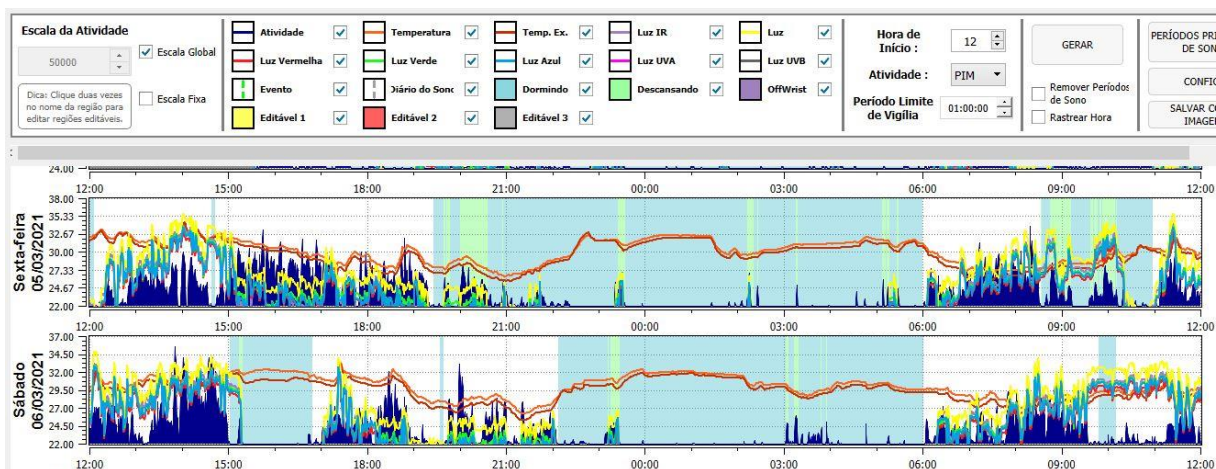 Escala da Atividade
50000
Escala Global
Dica: Clique duas vezes
no nome da região para
editar regiões editáveis.
Escala Fixa
Atividade Temperatura Temp. Ex. Luz IR Luz
Luz Vermelha Luz Verde Luz Azul Luz UVA Luz UVB
Evento Diário do Sono Dormindo Descansando OffWrist
Editável 1 Editável 2 Editável 3
Hora de
Início :
12
Atividade :
PIM
Período Limite
de Vigília
01:00:00
GERAR
Remover Períodos
de Sono
Rastrear Hora
PERÍODOS PRI
DE SON
CONFIG
SALVAR CO
IMAGE
:
24.00
12:00 15:00 18:00 21:00 00:00 03:00 06:00 09:00 12:00
Sexta-feira
05/03/2021
38.00
35.33
32.67
30.00
27.33
24.67
22.00
12:00 15:00 18:00 21:00 00:00 03:00 06:00 09:00 12:00
Sábado
06/03/2021
37.00
34.50
32.00
29.50
27.00
24.50
22.00
12:00 15:00 18:00 21:00 00:00 03:00 06:00 09:00 12:00